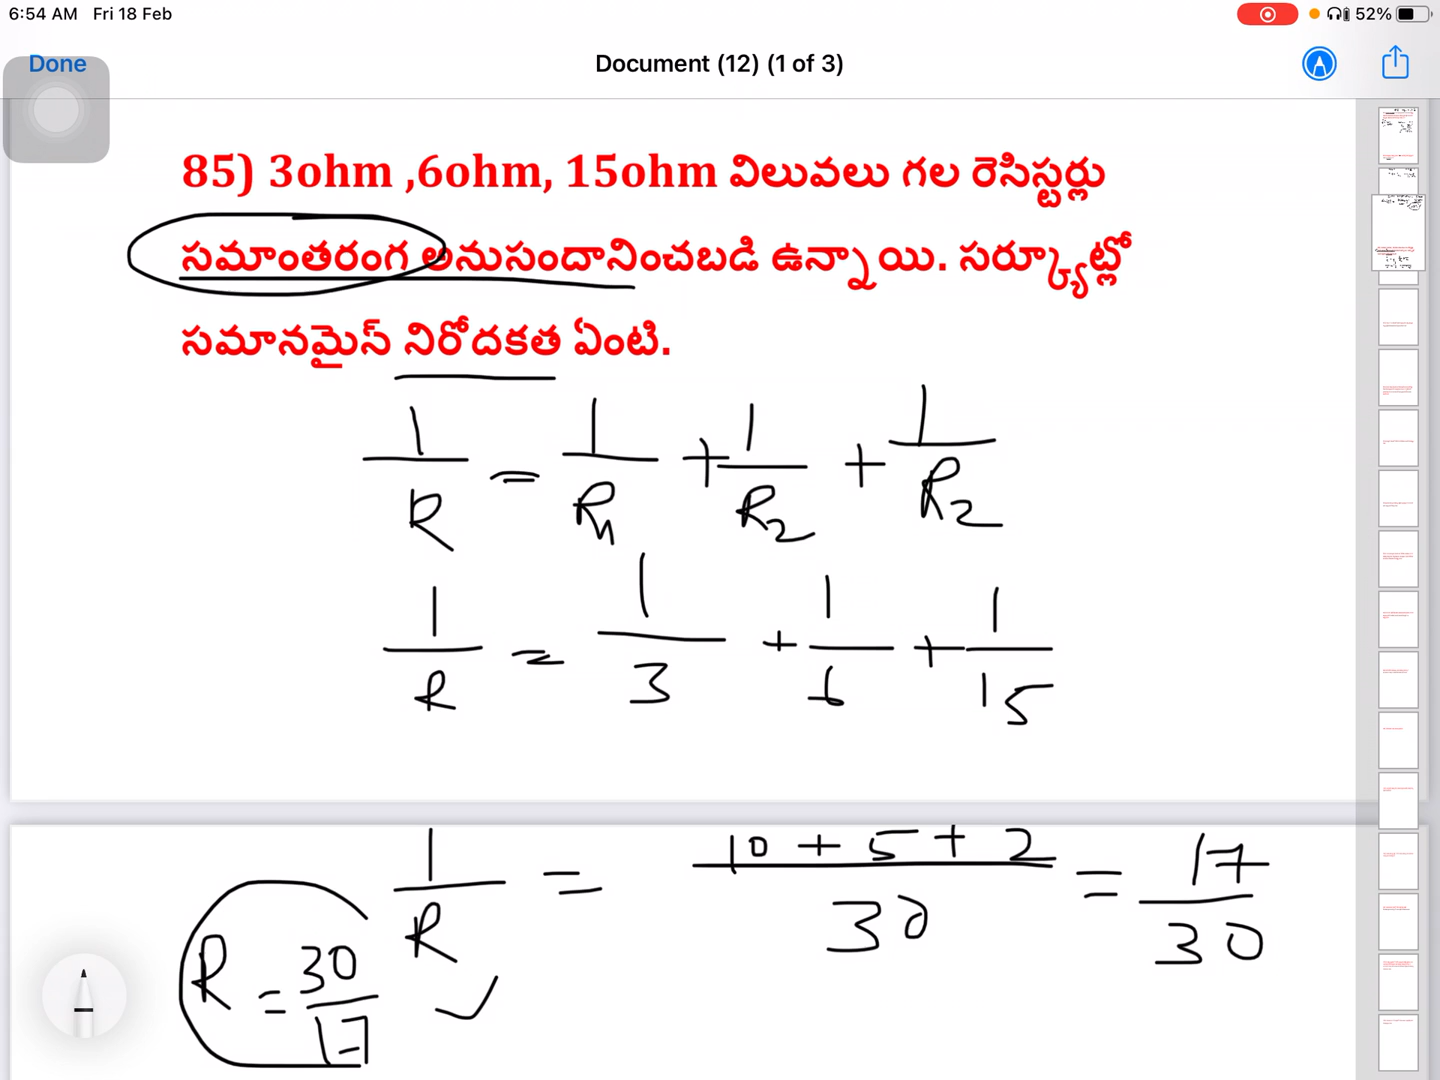 6:54 AM Fri 18 Feb 52%
Done Document (12) (1 of 3)
85) 3ohm ,6ohm, 15ohm విలువలు గల రెసిస్టర్లు
సమాంతరంగ అనుసందానించబడి ఉన్నాయి. సర్క్యూట్లో
సమానమైన్ నిరోదకత ఏంటి.
1/R = 1/R1 + 1/R2 + 1/R2
1/R = 1/3 + 1/6 + 1/15
1/R = 10 + 5 + 2/30 = 17/30
R = 30/17